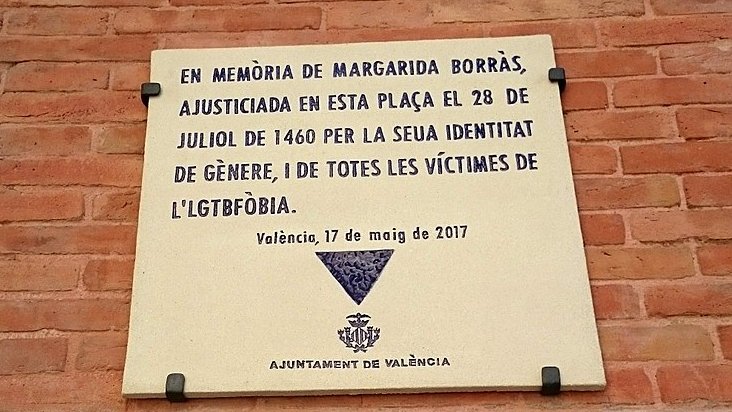 EN MEMÒRIA DE MARGARIDA BORRÀS,
AJUSTICIADA EN ESTA PLAÇA EL 28 DE
JULIOL DE 1460 PER LA SEUA IDENTITAT
DE GÈNERE, I DE TOTES LES VÍCTIMES DE
L'LGTBFÒBIA.
València, 17 de maig de 2017
AJUNTAMENT DE VALÈNCIA